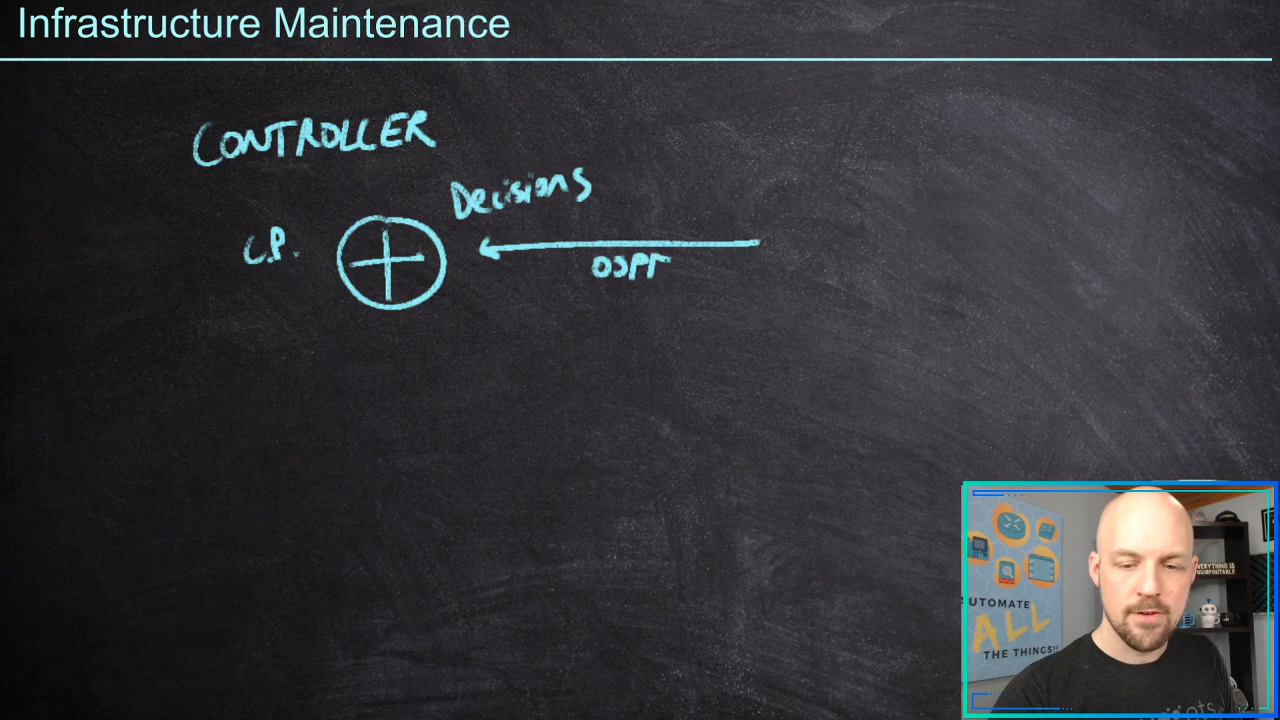 Infrastructure Maintenance
CONTROLLER
Decisions
C.P.
OSPF
AUTOMATE
ALL
THE THINGS!!